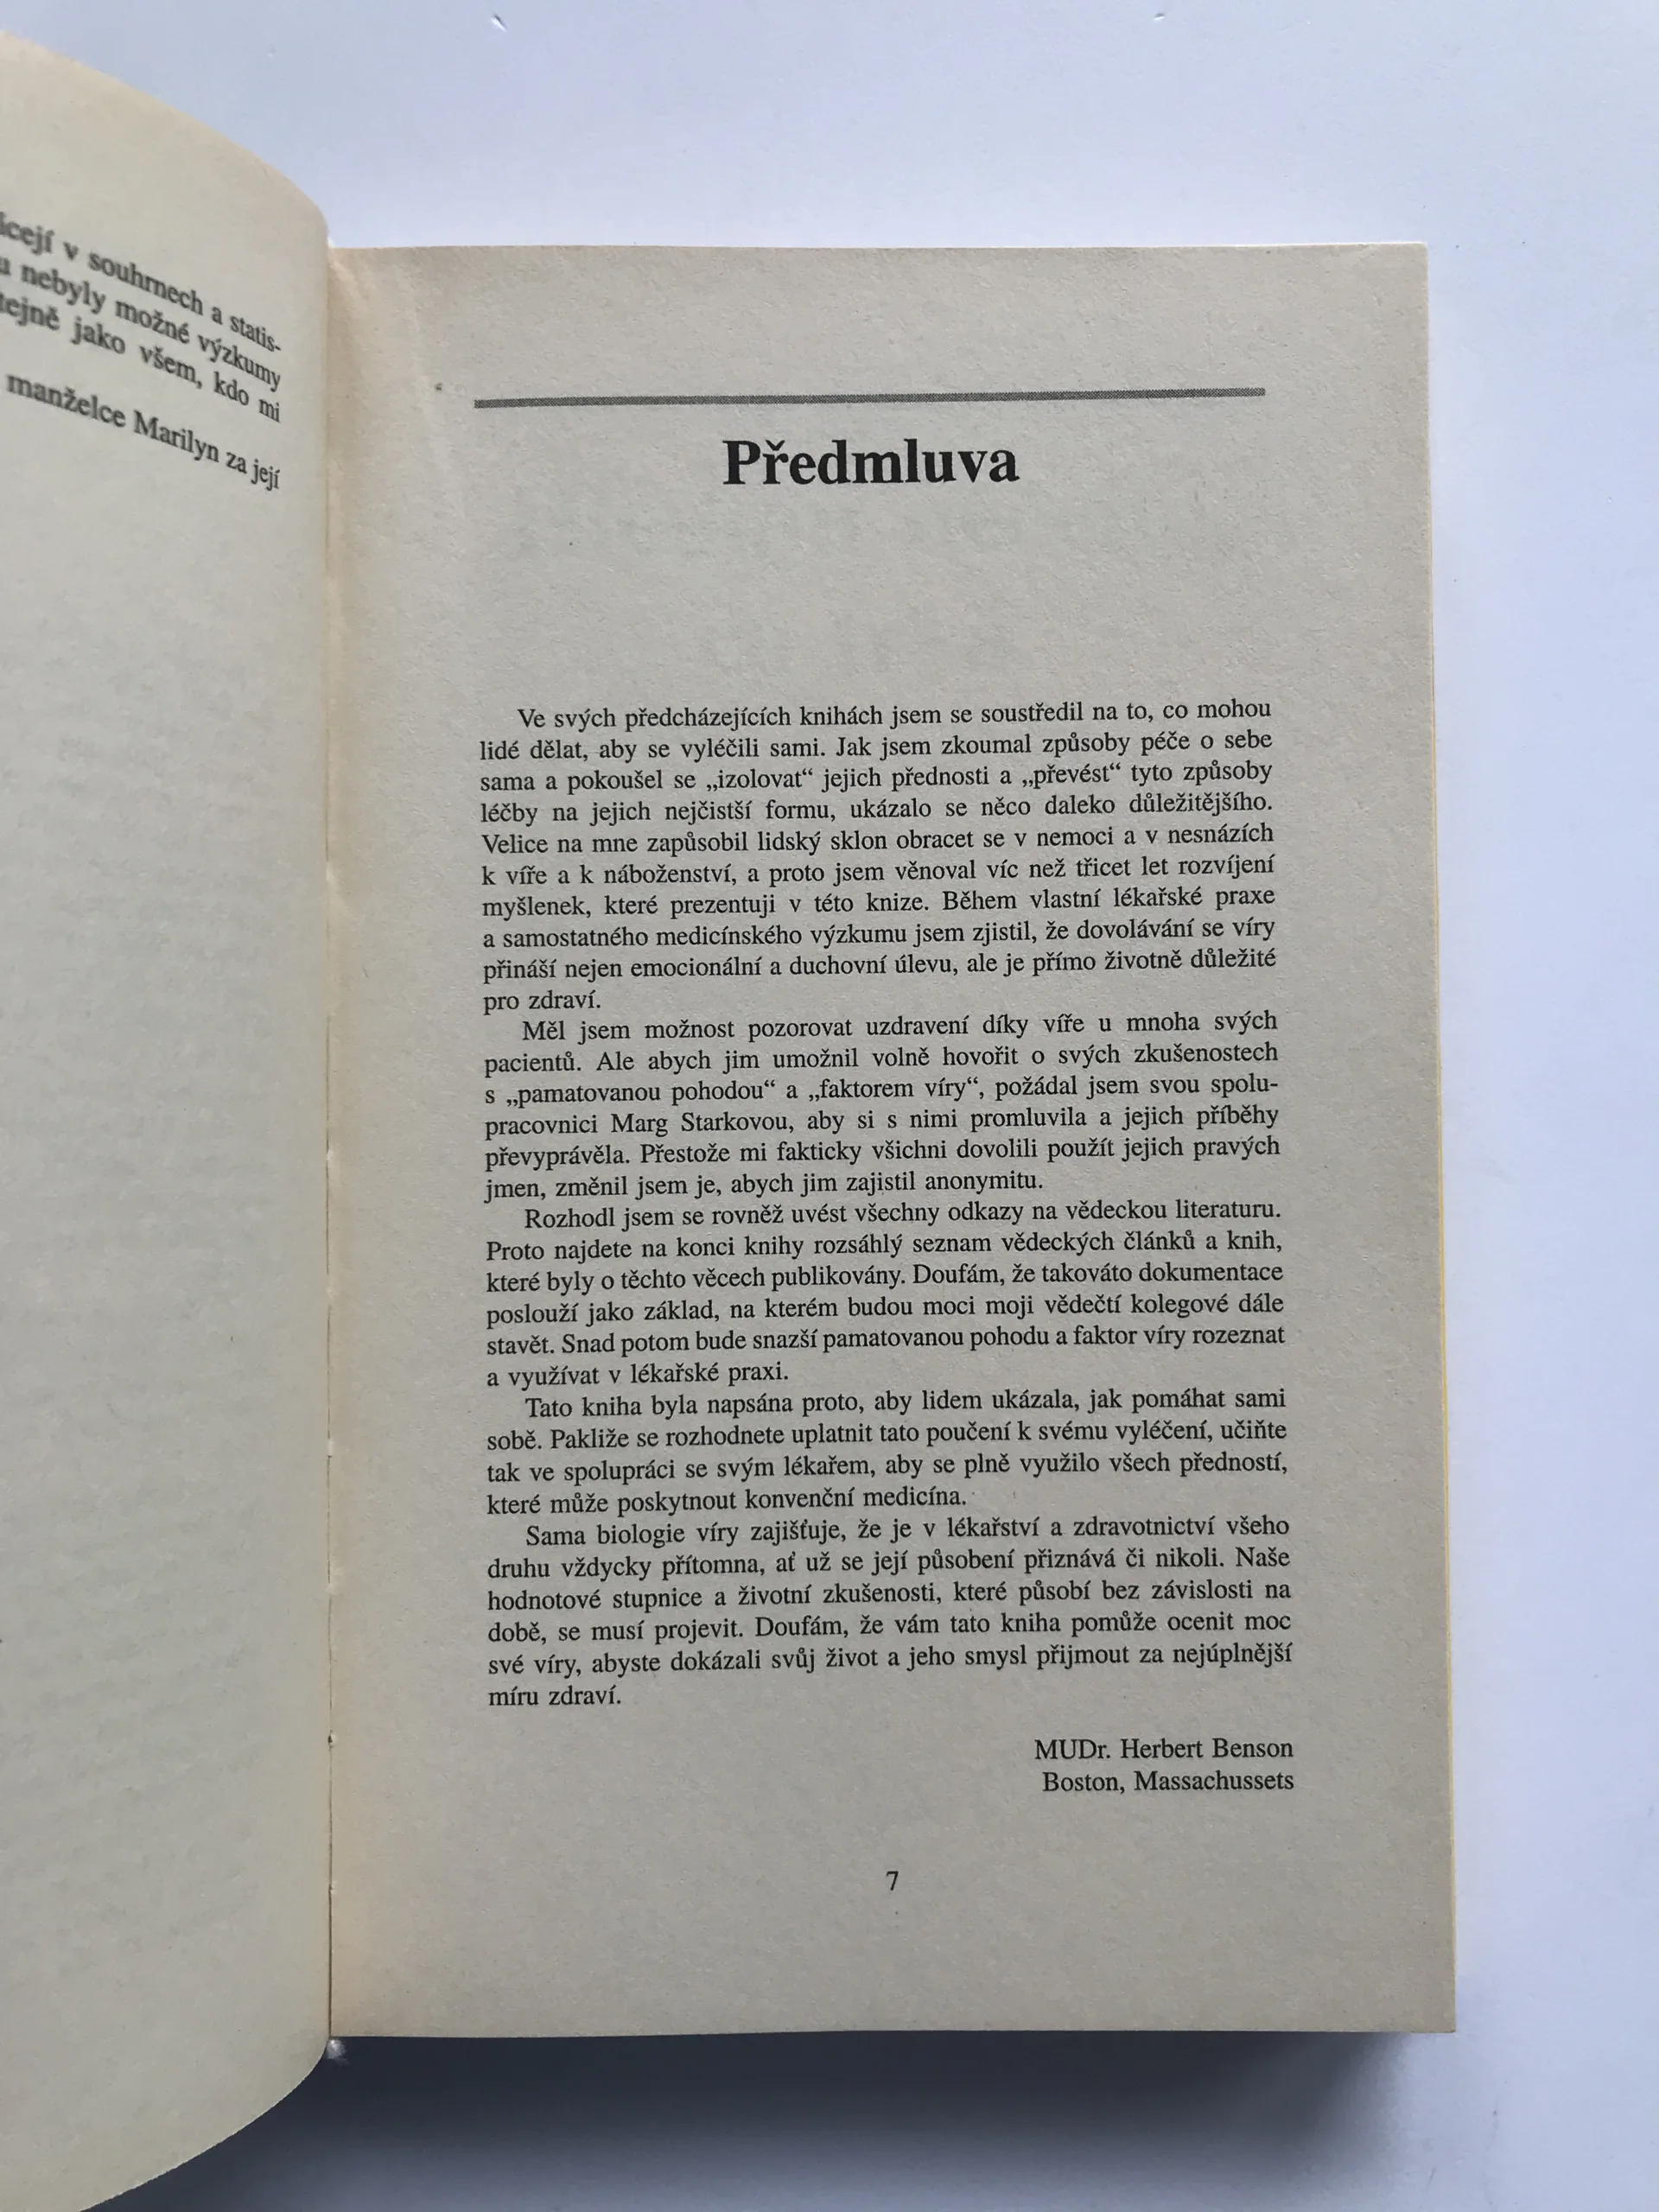 v souhrnech a statis-
nebyly možné výzkumy
jako všem, kdo mi
manželce Marilyn za její
Předmluva
Ve svých předcházejících knihách jsem se soustředil na to, co mohou
lidé dělat, aby se vyléčili sami. Jak jsem zkoumal způsoby péče o sebe
sama a pokoušel se „izolovat“ jejich přednosti a „převést“ tyto způsoby
léčby na jejich nejčistší formu, ukázalo se něco daleko důležitějšího.
Velice na mne zapůsobil lidský sklon obracet se v nemoci a v nesnázích
k víře a k náboženství, a proto jsem věnoval víc než třicet let rozvíjení
myšlenek, které prezentuji v této knize. Během vlastní lékařské praxe
a samostatného medicínského výzkumu jsem zjistil, že dovolávání se víry
přináší nejen emocionální a duchovní úlevu, ale je přímo životně důležité
pro zdraví.
Měl jsem možnost pozorovat uzdravení díky víře u mnoha svých
pacientů. Ale abych jim umožnil volně hovořit o svých zkušenostech
s „pamatovanou pohodou“ a „faktorem víry“, požádal jsem svou spolu-
pracovnici Marg Starkovou, aby si s nimi promluvila a jejich příběhy
převyprávěla. Přestože mi fakticky všichni dovolili použít jejich pravých
jmen, změnil jsem je, abych jim zajistil anonymitu.
Rozhodl jsem se rovněž uvést všechny odkazy na vědeckou literaturu.
Proto najdete na konci knihy rozsáhlý seznam vědeckých článků a knih,
které byly o těchto věcech publikovány. Doufám, že takováto dokumentace
poslouží jako základ, na kterém budou moci moji vědečtí kolegové dále
stavět. Snad potom bude snazší pamatovanou pohodu a faktor víry rozeznat
a využívat v lékařské praxi.
Tato kniha byla napsána proto, aby lidem ukázala, jak pomáhat sami
sobě. Pakliže se rozhodnete uplatnit tato poučení k svému vyléčení, učiňte
tak ve spolupráci se svým lékařem, aby se plně využilo všech předností,
které může poskytnout konvenční medicína.
Sama biologie víry zajišťuje, že je v lékařství a zdravotnictví všeho
druhu vždycky přítomna, ať už se její působení přiznává či nikoli. Naše
hodnotové stupnice a životní zkušenosti, které působí bez závislosti na
době, se musí projevit. Doufám, že vám tato kniha pomůže ocenit moc
své víry, abyste dokázali svůj život a jeho smysl přijmout za nejúplnější
míru zdraví.
MUDr. Herbert Benson
Boston, Massachussets
7